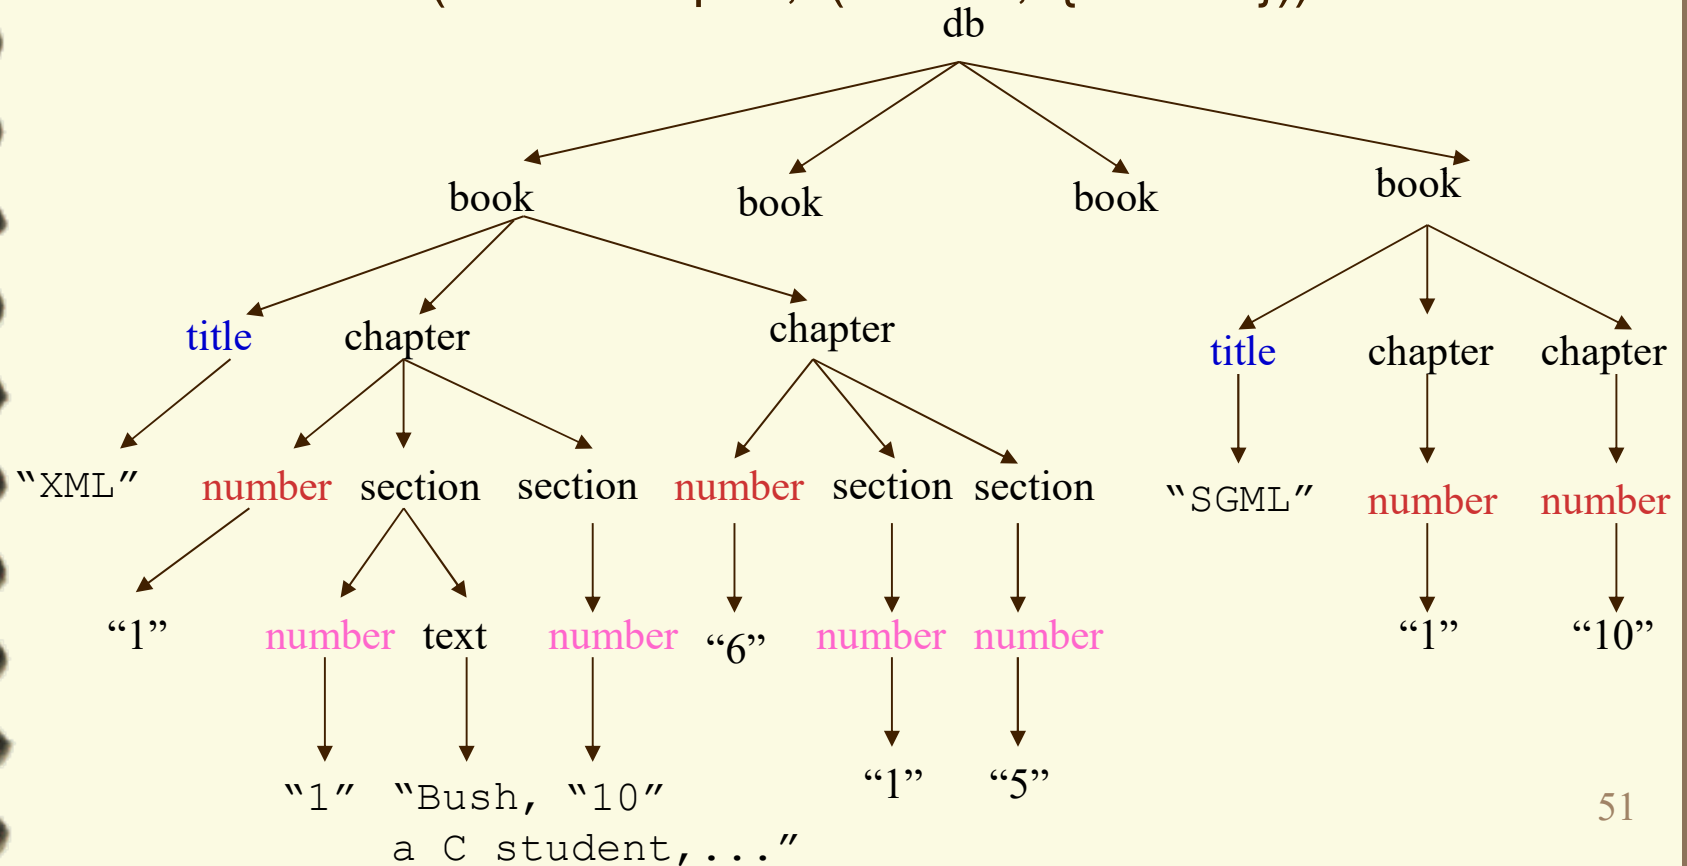 db
book book book book
title chapter chapter title chapter chapter
“XML” number section section number section section “SGML” number number
“1” number text number “6” number number “1” “10”
“1” “Bush, “10” “1” “5”
a C student,...”
51